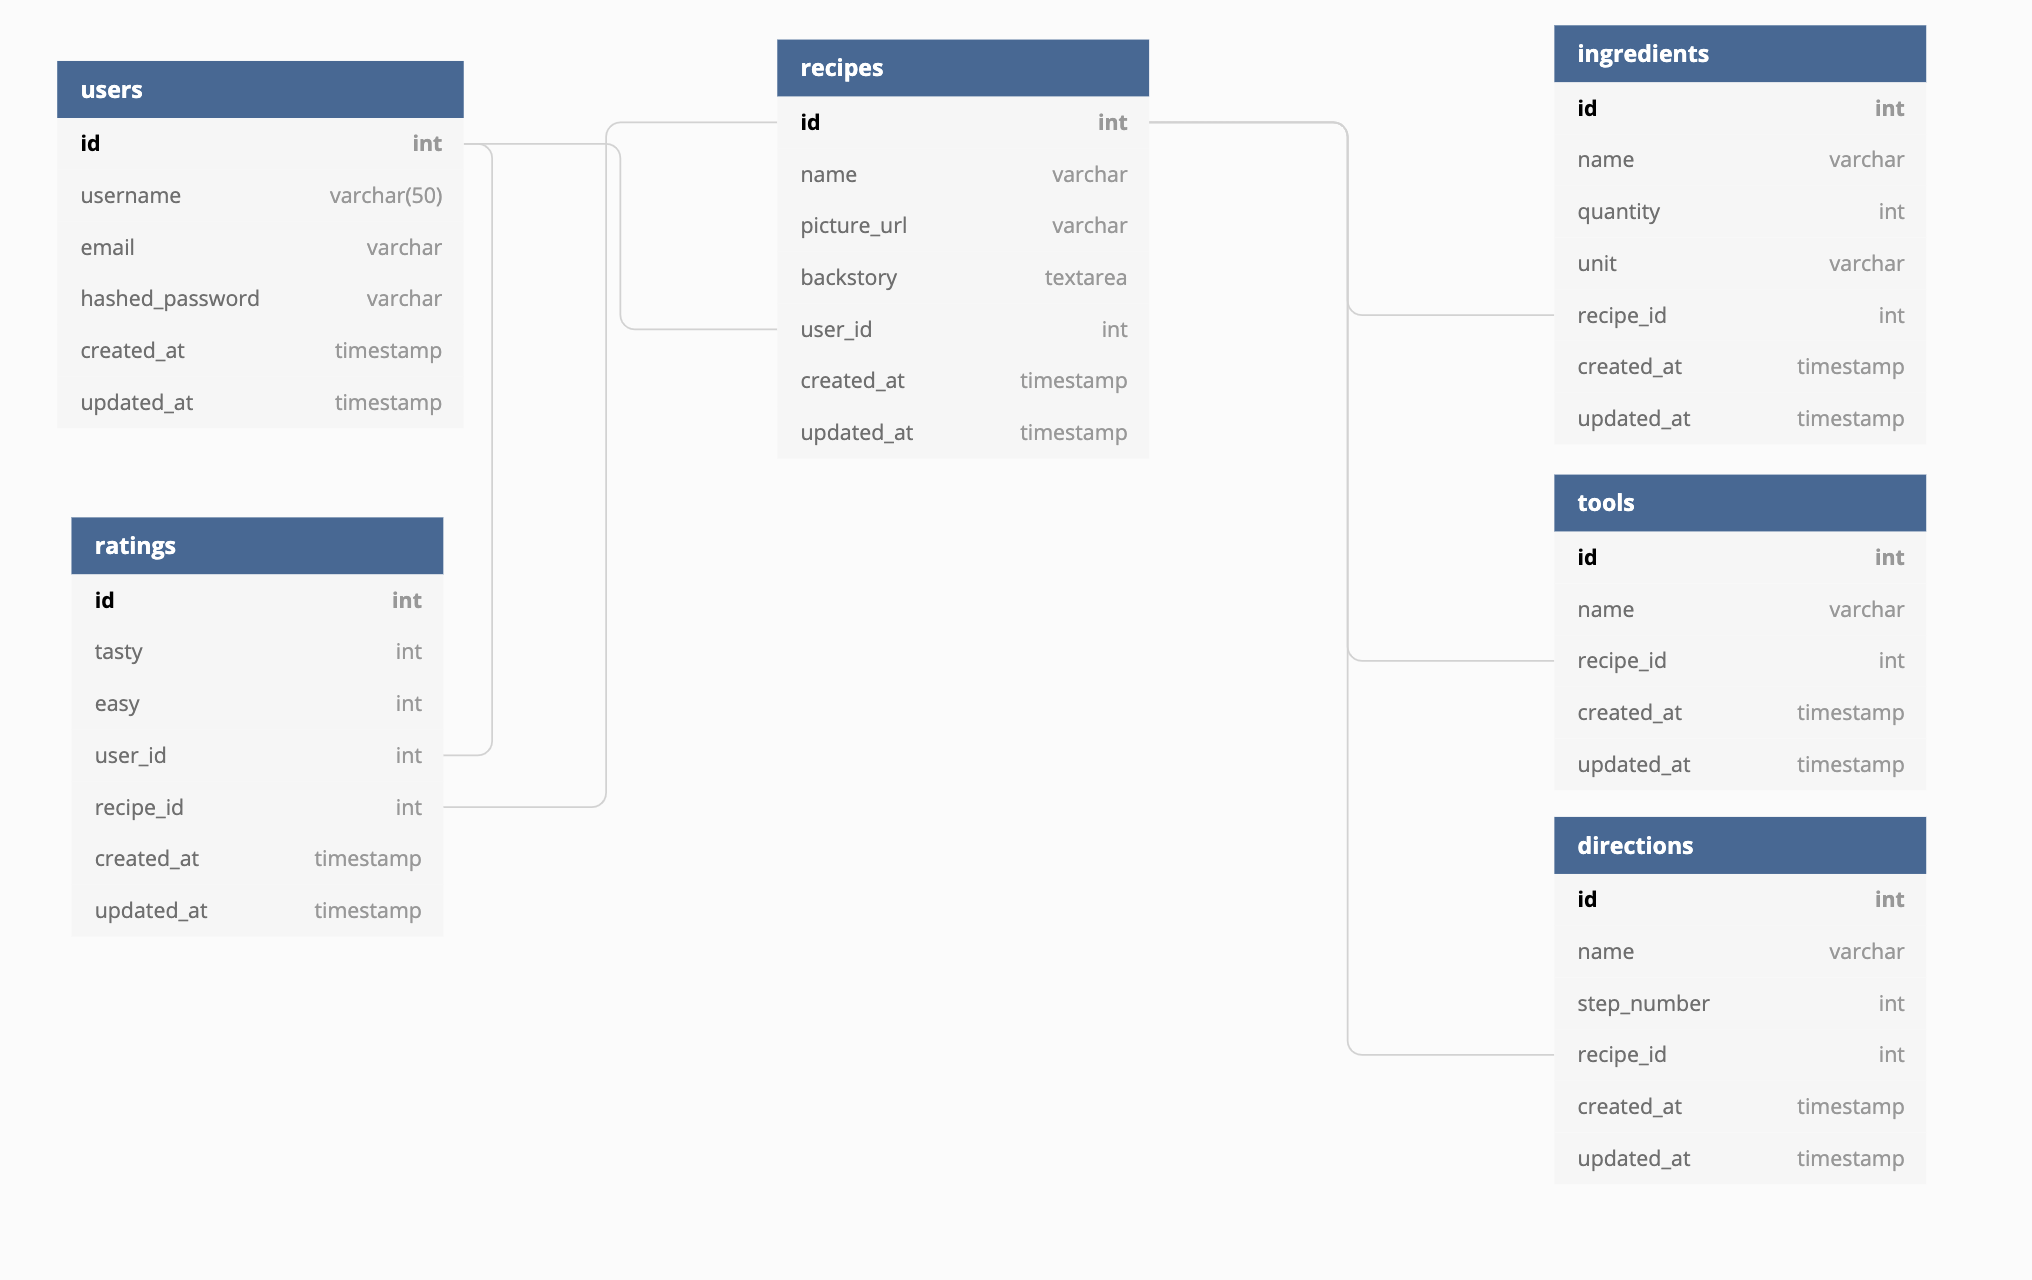 users
id int
username varchar(50)
email varchar
hashed_password varchar
created_at timestamp
updated_at timestamp
ratings
id int
tasty int
easy int
user_id int
recipe_id int
created_at timestamp
updated_at timestamp
recipes
id int
name varchar
picture_url varchar
backstory textarea
user_id int
created_at timestamp
updated_at timestamp
ingredients
id int
name varchar
quantity int
unit varchar
recipe_id int
created_at timestamp
updated_at timestamp
tools
id int
name varchar
recipe_id int
created_at timestamp
updated_at timestamp
directions
id int
name varchar
step_number int
recipe_id int
created_at timestamp
updated_at timestamp